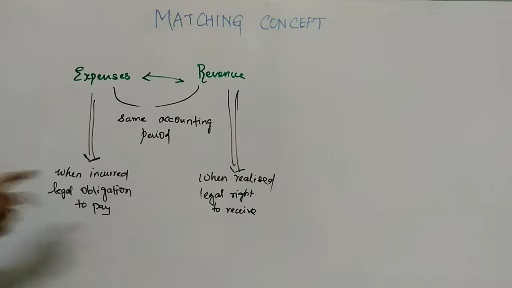 MATCHING CONCEPT
Expenses Revenue
same accounting
period
when incurred
legal obligation
to pay
when realised
legal right
to receive